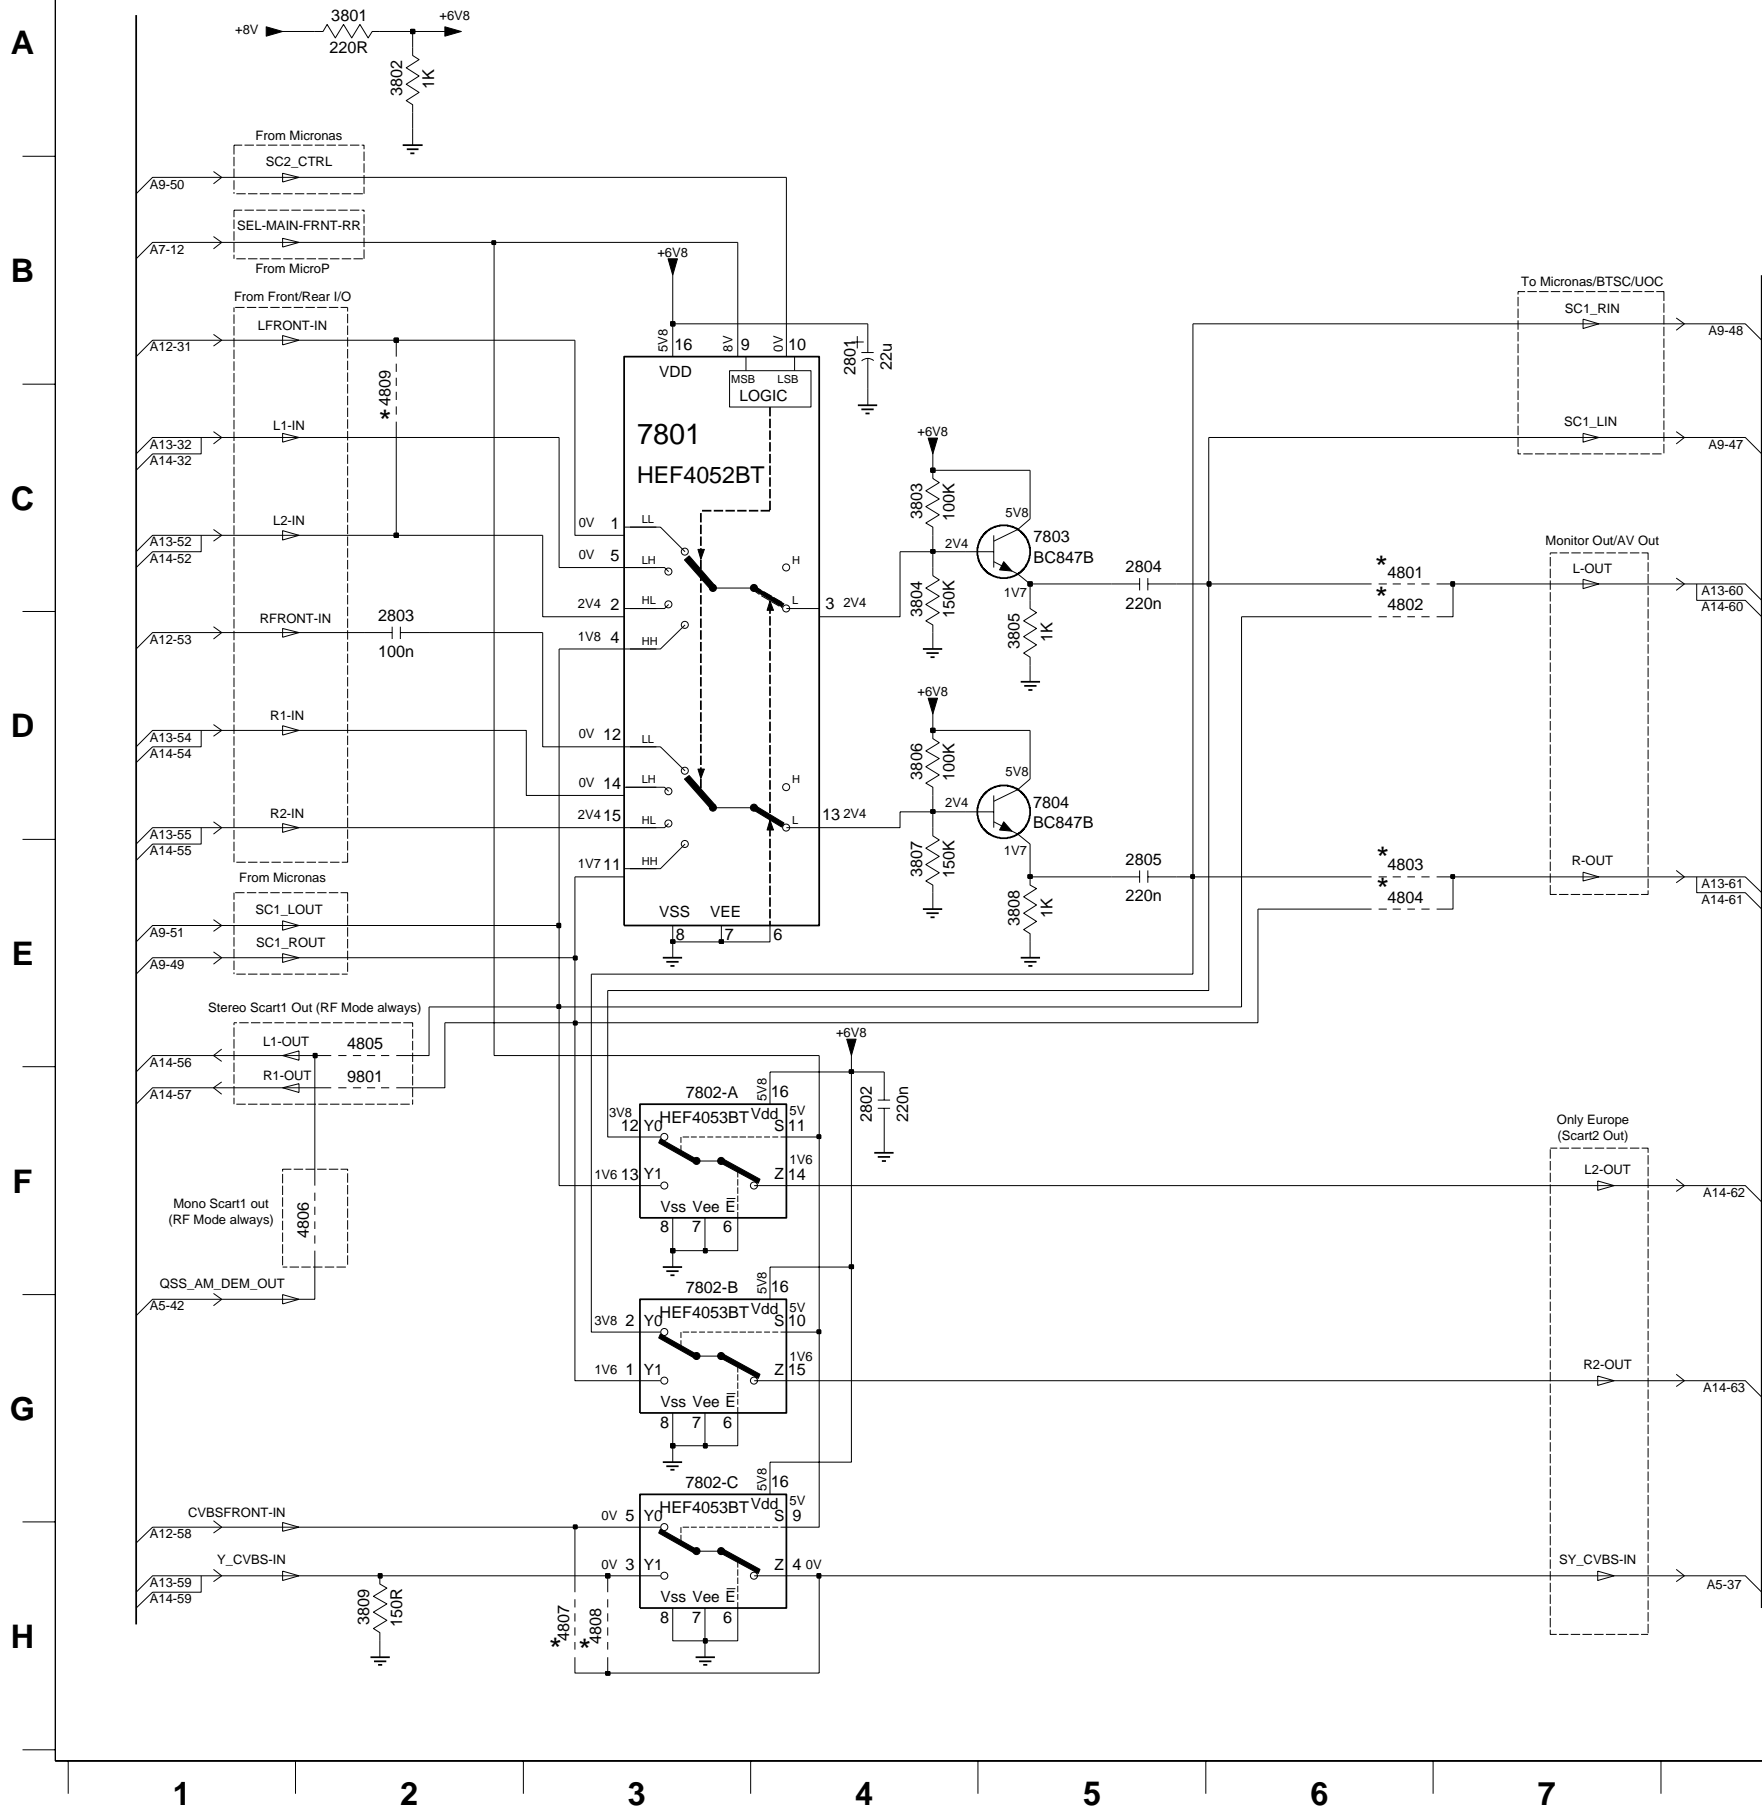 A
+8V
3801
220R
+6V8
3802
1K
From Micronas
SC2_CTRL
A9-50
SEL-MAIN-FRNT-RR
A7-12
From MicroP
B
From Front/Rear I/O
LFRONT-IN
A12-31
* 4809
L1-IN
A13-32
A14-32
C
L2-IN
A13-52
A14-52
RFRONT-IN
A12-53
2803
100n
D
R1-IN
A13-54
A14-54
R2-IN
A13-55
A14-55
From Micronas
SC1_LOUT
A9-51
SC1_ROUT
A9-49
E
Stereo Scart1 Out (RF Mode always)
L1-OUT
4805
A14-56
R1-OUT
9801
A14-57
F
Mono Scart1 out
(RF Mode always)
4806
QSS_AM_DEM_OUT
A5-42
G
CVBSFRONT-IN
A12-58
Y_CVBS-IN
A13-59
A14-59
3809
150R
H
+6V8
5V8
16
8V
9
0V
10
VDD
MSB
LSB
LOGIC
7801
HEF4052BT
2801
+
22u
0V 1 LL
0V 5 LH
2V4 2 HL
1V8 4 HH
H
L
3 2V4
0V 12 LL
0V 14 LH
2V4 15 HL
1V7 11 HH
H
L
13 2V4
VSS
VEE
8
7
6
+6V8
3803
100K
2V4
3804
150K
5V8
7803
BC847B
1V7
3805
1K
2804
220n
+6V8
3806
100K
2V4
3807
150K
5V8
7804
BC847B
1V7
3808
1K
2805
220n
To Micronas/BTSC/UOC
SC1_RIN
A9-48
SC1_LIN
A9-47
Monitor Out/AV Out
*
4801
*
4802
L-OUT
A13-60
A14-60
*
4803
*
4804
R-OUT
A13-61
A14-61
+6V8
2802
220n
7802-A
5V8
16
HEF4053BT
Vdd
5V
3V8
12 Y0
S 11
1V6 13 Y1
1V6
Z 14
Vss Vee E
8 7 6
7802-B
5V8
16
HEF4053BT
Vdd
5V
3V8 2 Y0
S 10
1V6 1 Y1
1V6
Z 15
Vss Vee E
8 7 6
7802-C
5V8
16
HEF4053BT
Vdd
5V
0V 5 Y0
S 9
0V 3 Y1
Z 4 0V
Vss Vee E
8 7 6
*4807
*4808
Only Europe
(Scart2 Out)
L2-OUT
A14-62
R2-OUT
A14-63
SY_CVBS-IN
A5-37
1 2 3 4 5 6 7